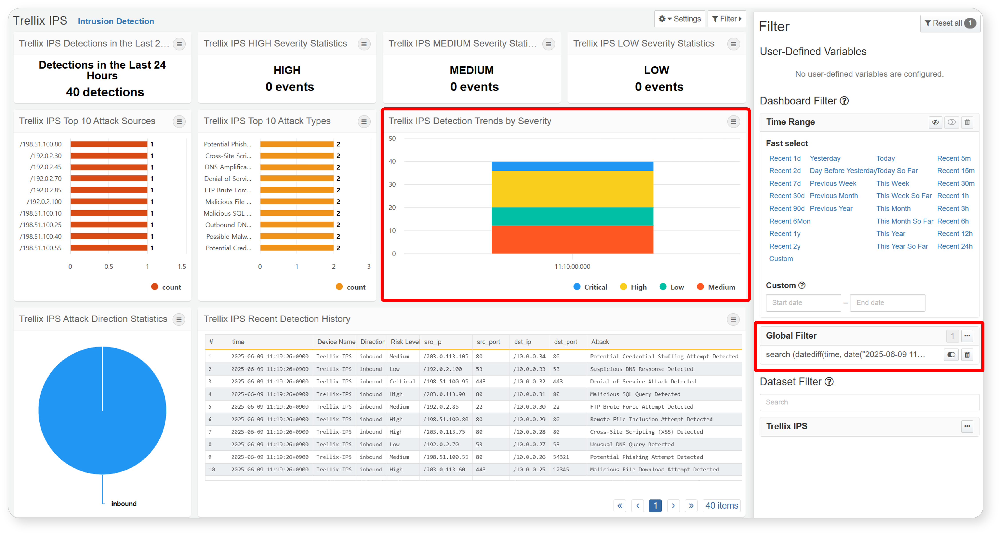 Trellix IPS Intrusion Detection
Settings Filter
Trellix IPS Detections in the Last 2...
Detections in the Last 24
Hours
40 detections
Trellix IPS HIGH Severity Statistics
HIGH
0 events
Trellix IPS MEDIUM Severity Stati...
MEDIUM
0 events
Trellix IPS LOW Severity Statistics
LOW
0 events
Trellix IPS Top 10 Attack Sources
/198.51.100.80 1
/192.0.2.30 1
/192.0.2.45 1
/192.0.2.70 1
/192.0.2.85 1
/192.0.2.100 1
/198.51.100.10 1
/198.51.100.25 1
/198.51.100.40 1
/198.51.100.55 1
0 0.5 1 1.5
count
Trellix IPS Top 10 Attack Types
Potential Phish... 2
Cross-Site Scri... 2
DNS Amplifica... 2
Denial of Servi... 2
FTP Brute Forc... 2
Malicious File ... 2
Malicious SQL ... 2
Outbound DN... 2
Possible Malw... 2
Potential Cred... 2
0 1 2 3
count
Trellix IPS Detection Trends by Severity
50
40
30
20
10
0
11:10:00.000
Critical High Low Medium
Trellix IPS Attack Direction Statistics
inbound
Trellix IPS Recent Detection History
# time Device Name Direction Risk Level src_ip src_port dst_ip dst_port Attack
1 2025-06-09 11:19:26+0900 Trellix-IPS inbound Medium /203.0.113.105 80 /10.0.0.34 80 Potential Credential Stuffing Attempt Detected
2 2025-06-09 11:19:26+0900 Trellix-IPS inbound Low /192.0.2.100 53 /10.0.0.33 53 Suspicious DNS Response Detected
3 2025-06-09 11:19:26+0900 Trellix-IPS inbound Critical /198.51.100.95 443 /10.0.0.32 443 Denial of Service Attack Detected
4 2025-06-09 11:19:26+0900 Trellix-IPS inbound High /203.0.113.90 80 /10.0.0.31 80 Malicious SQL Query Detected
5 2025-06-09 11:19:26+0900 Trellix-IPS inbound Medium /192.0.2.85 22 /10.0.0.30 22 FTP Brute Force Attempt Detected
6 2025-06-09 11:19:26+0900 Trellix-IPS inbound High /198.51.100.80 80 /10.0.0.29 80 Remote File Inclusion Attempt Detected
7 2025-06-09 11:19:26+0900 Trellix-IPS inbound High /203.0.113.75 80 /10.0.0.28 80 Cross-Site Scripting (XSS) Detected
8 2025-06-09 11:19:26+0900 Trellix-IPS inbound Low /192.0.2.70 53 /10.0.0.27 53 Unusual DNS Query Detected
9 2025-06-09 11:19:26+0900 Trellix-IPS inbound Medium /198.51.100.55 80 /10.0.0.26 54321 Potential Phishing Attempt Detected
10 2025-06-09 11:19:26+0900 Trellix-IPS inbound High /203.0.113.60 443 /10.0.0.25 12345 Malicious File Download Attempt Detected
« ‹ 1 › » 40 items
Filter
Reset all 1
User-Defined Variables
No user-defined variables are configured.
Dashboard Filter
Time Range
Fast select
Recent 1d Yesterday Today Recent 5m
Recent 2d Day Before Yesterday Today So Far Recent 15m
Recent 7d Previous Week This Week Recent 30m
Recent 30d Previous Month This Week So Far Recent 1h
Recent 90d Previous Year This Month Recent 3h
Recent 6Mon This Month So Far Recent 6h
Recent 1y This Year Recent 12h
Recent 2y This Year So Far Recent 24h
Custom
Custom
Start date – End date
Global Filter 1
search (datediff(time, date("2025-06-09 11...
Dataset Filter
Search
Trellix IPS